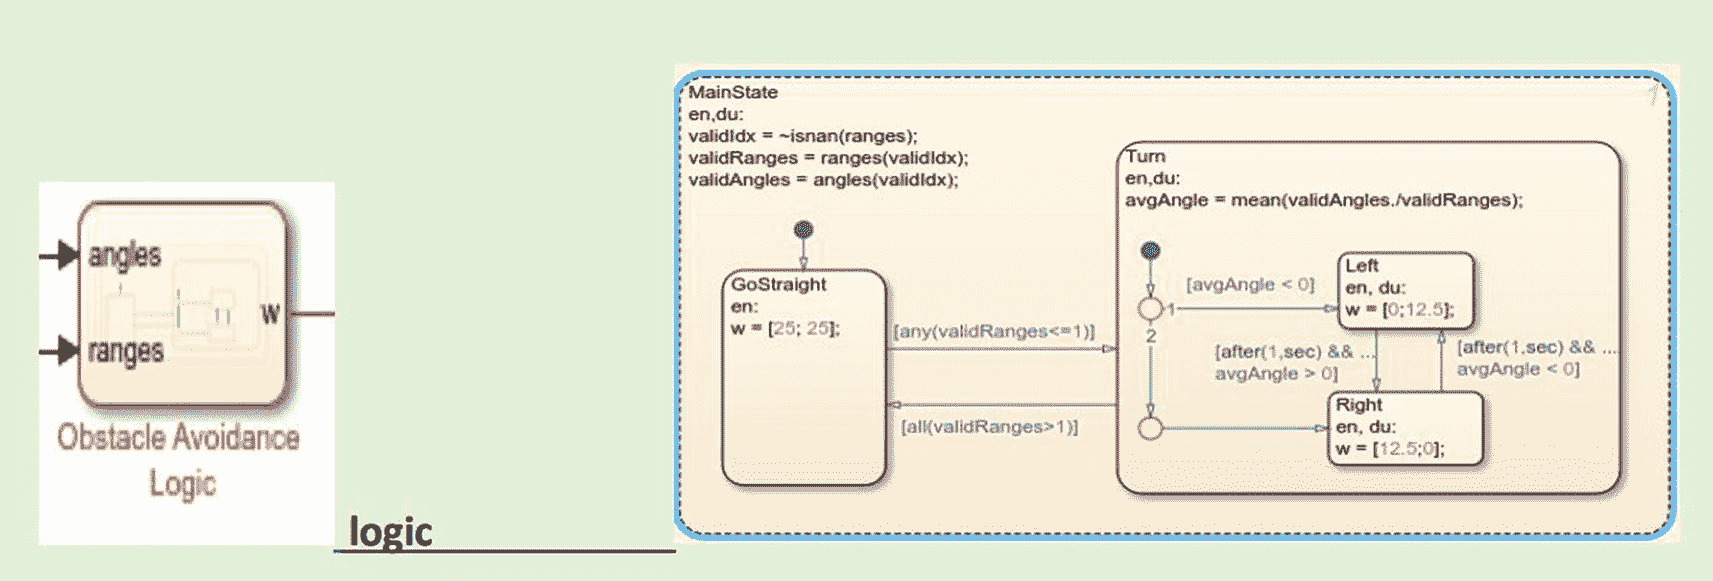 angles
w
ranges
Obstacle Avoidance
Logic
logic
MainState
en,du:
validIdx = ~isnan(ranges);
validRanges = ranges(validIdx);
validAngles = angles(validIdx);
GoStraight
en:
w = [25; 25];
[any(validRanges<=1)]
[all(validRanges>1)]
Turn
en,du:
avgAngle = mean(validAngles./validRanges);
[avgAngle < 0]
1
2
Left
en, du:
w = [0;12.5];
[after(1,sec) && ...
avgAngle > 0]
[after(1,sec) && ...
avgAngle < 0]
Right
en, du:
w = [12.5;0];